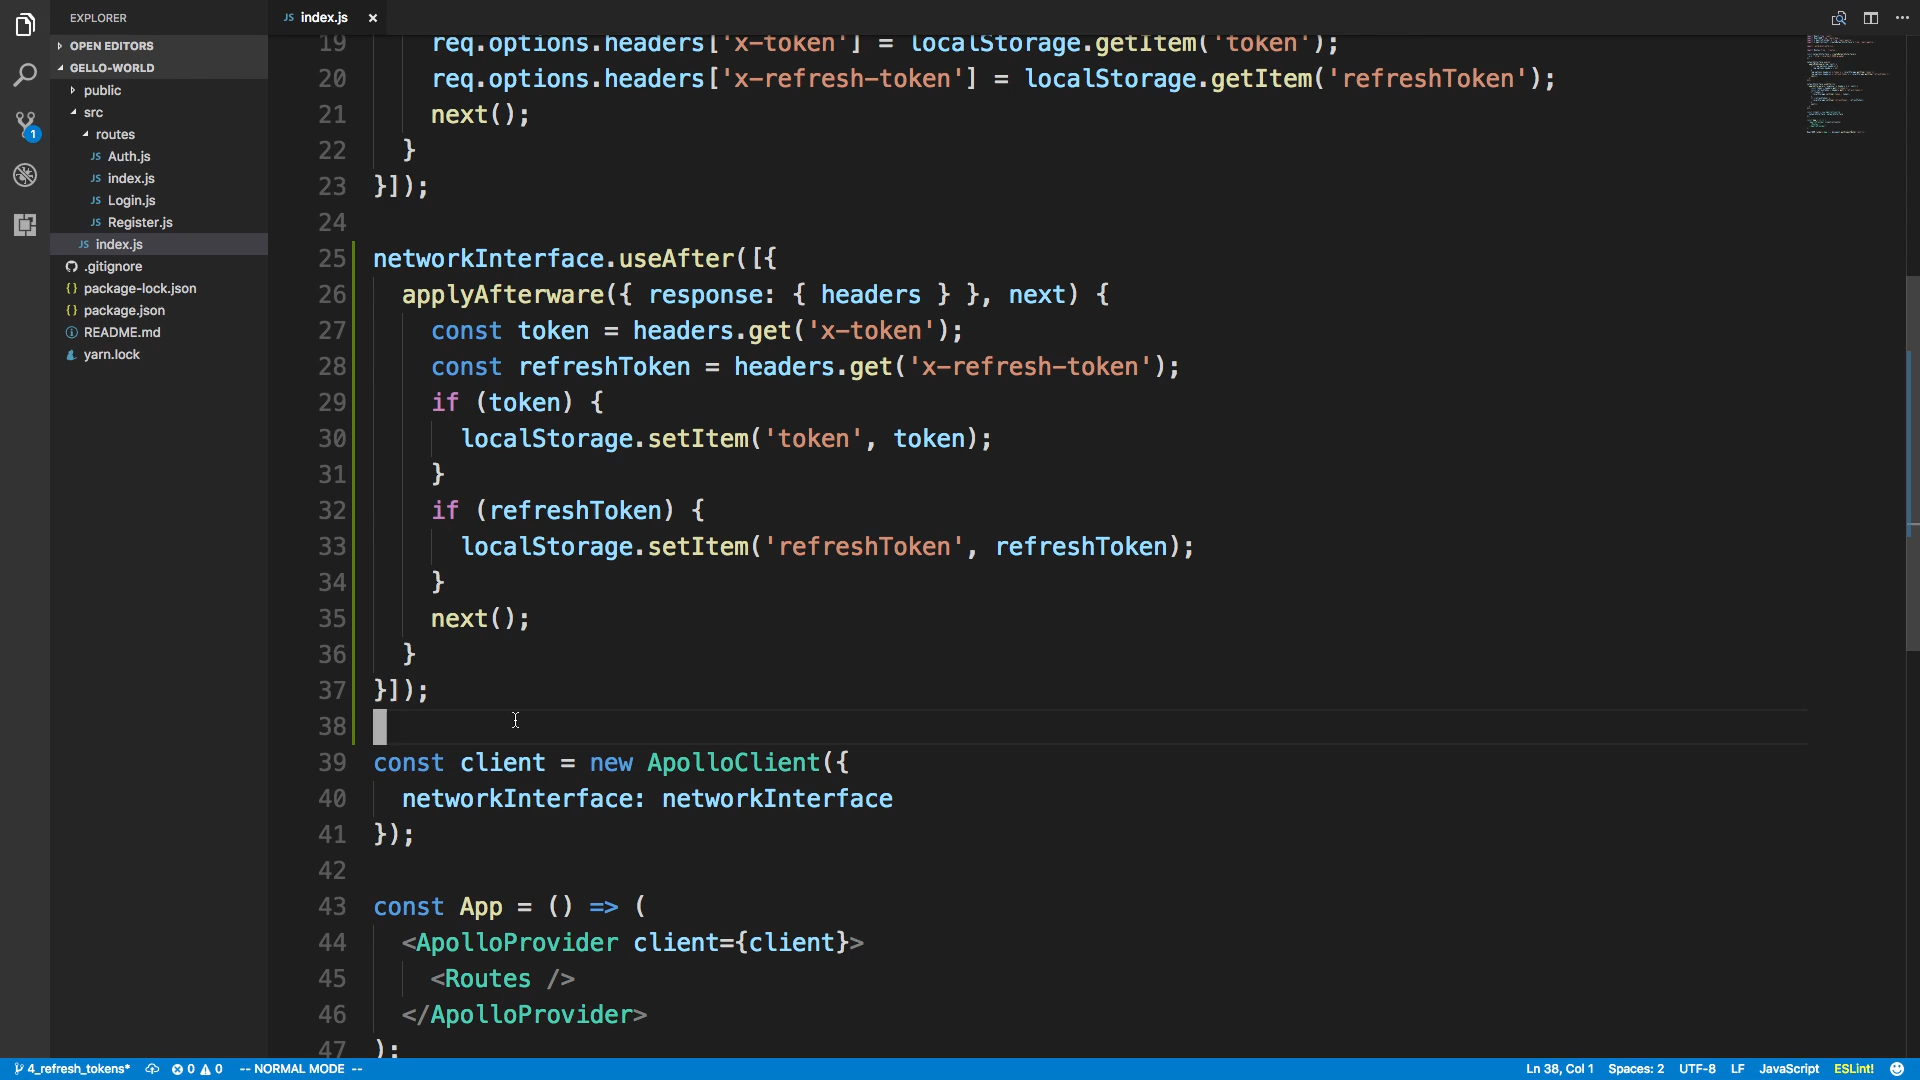 EXPLORER
OPEN EDITORS
GELLO-WORLD
public
src
routes
JS Auth.js
JS index.js
JS Login.js
JS Register.js
JS index.js
.gitignore
{} package-lock.json
{} package.json
README.md
yarn.lock
JS index.js ×
19 req.options.headers['x-token'] = localStorage.getItem('token');
20 req.options.headers['x-refresh-token'] = localStorage.getItem('refreshToken');
21 next();
22 }
23 }]);
24
25 networkInterface.useAfter([{
26 applyAfterware({ response: { headers } }, next) {
27 const token = headers.get('x-token');
28 const refreshToken = headers.get('x-refresh-token');
29 if (token) {
30 localStorage.setItem('token', token);
31 }
32 if (refreshToken) {
33 localStorage.setItem('refreshToken', refreshToken);
34 }
35 next();
36 }
37 }]);
38
39 const client = new ApolloClient({
40 networkInterface: networkInterface
41 });
42
43 const App = () => (
44 <ApolloProvider client={client}>
45 <Routes />
46 </ApolloProvider>
47 );
1
4_refresh_tokens* 0 0 -- NORMAL MODE -- Ln 38, Col 1 Spaces: 2 UTF-8 LF JavaScript ESLint!